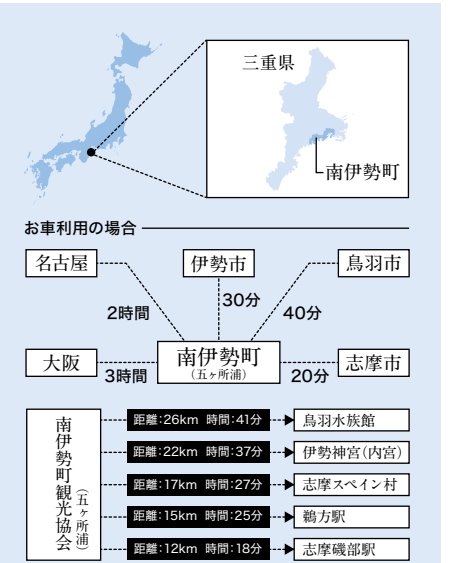 三重県
南伊勢町
お車利用の場合
名古屋
伊勢市
鳥羽市
2時間
30分
40分
大阪
3時間
南伊勢町
(五ヶ所浦)
20分
志摩市
南伊勢町観光協会
(五ヶ所浦)
距離:26km 時間:41分
鳥羽水族館
距離:22km 時間:37分
伊勢神宮(内宮)
距離:17km 時間:27分
志摩スペイン村
距離:15km 時間:25分
鵜方駅
距離:12km 時間:18分
志摩磯部駅